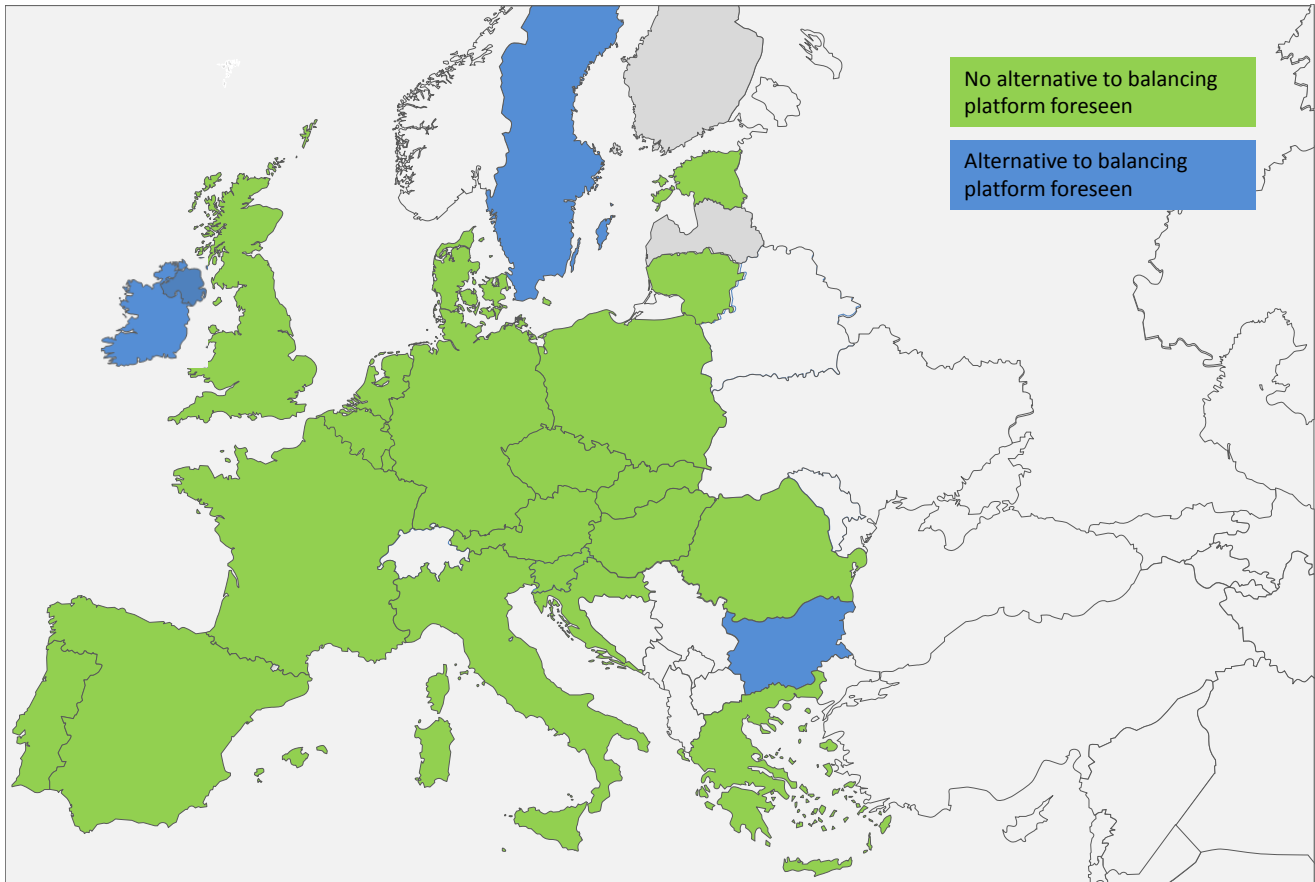 No alternative to balancing
platform foreseen
Alternative to balancing
platform foreseen